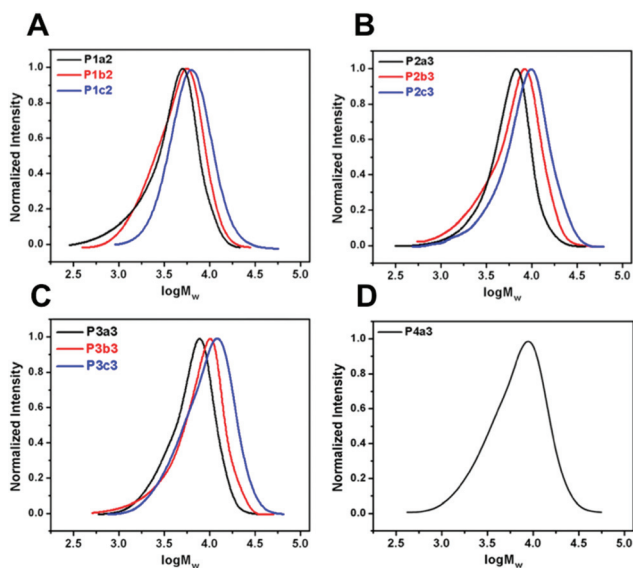 A
P1a2
P1b2
P1c2
Normalized Intensity
1.0
0.8
0.6
0.4
0.2
0.0
2.5 3.0 3.5 4.0 4.5 5.0
logMw
B
P2a3
P2b3
P2c3
Normalized Intensity
1.0
0.8
0.6
0.4
0.2
0.0
2.5 3.0 3.5 4.0 4.5 5.0
logMw
C
P3a3
P3b3
P3c3
Normalized Intensity
1.0
0.8
0.6
0.4
0.2
0.0
2.5 3.0 3.5 4.0 4.5 5.0
logMw
D
P4a3
Normalized Intensity
1.0
0.8
0.6
0.4
0.2
0.0
2.5 3.0 3.5 4.0 4.5 5.0
logMw